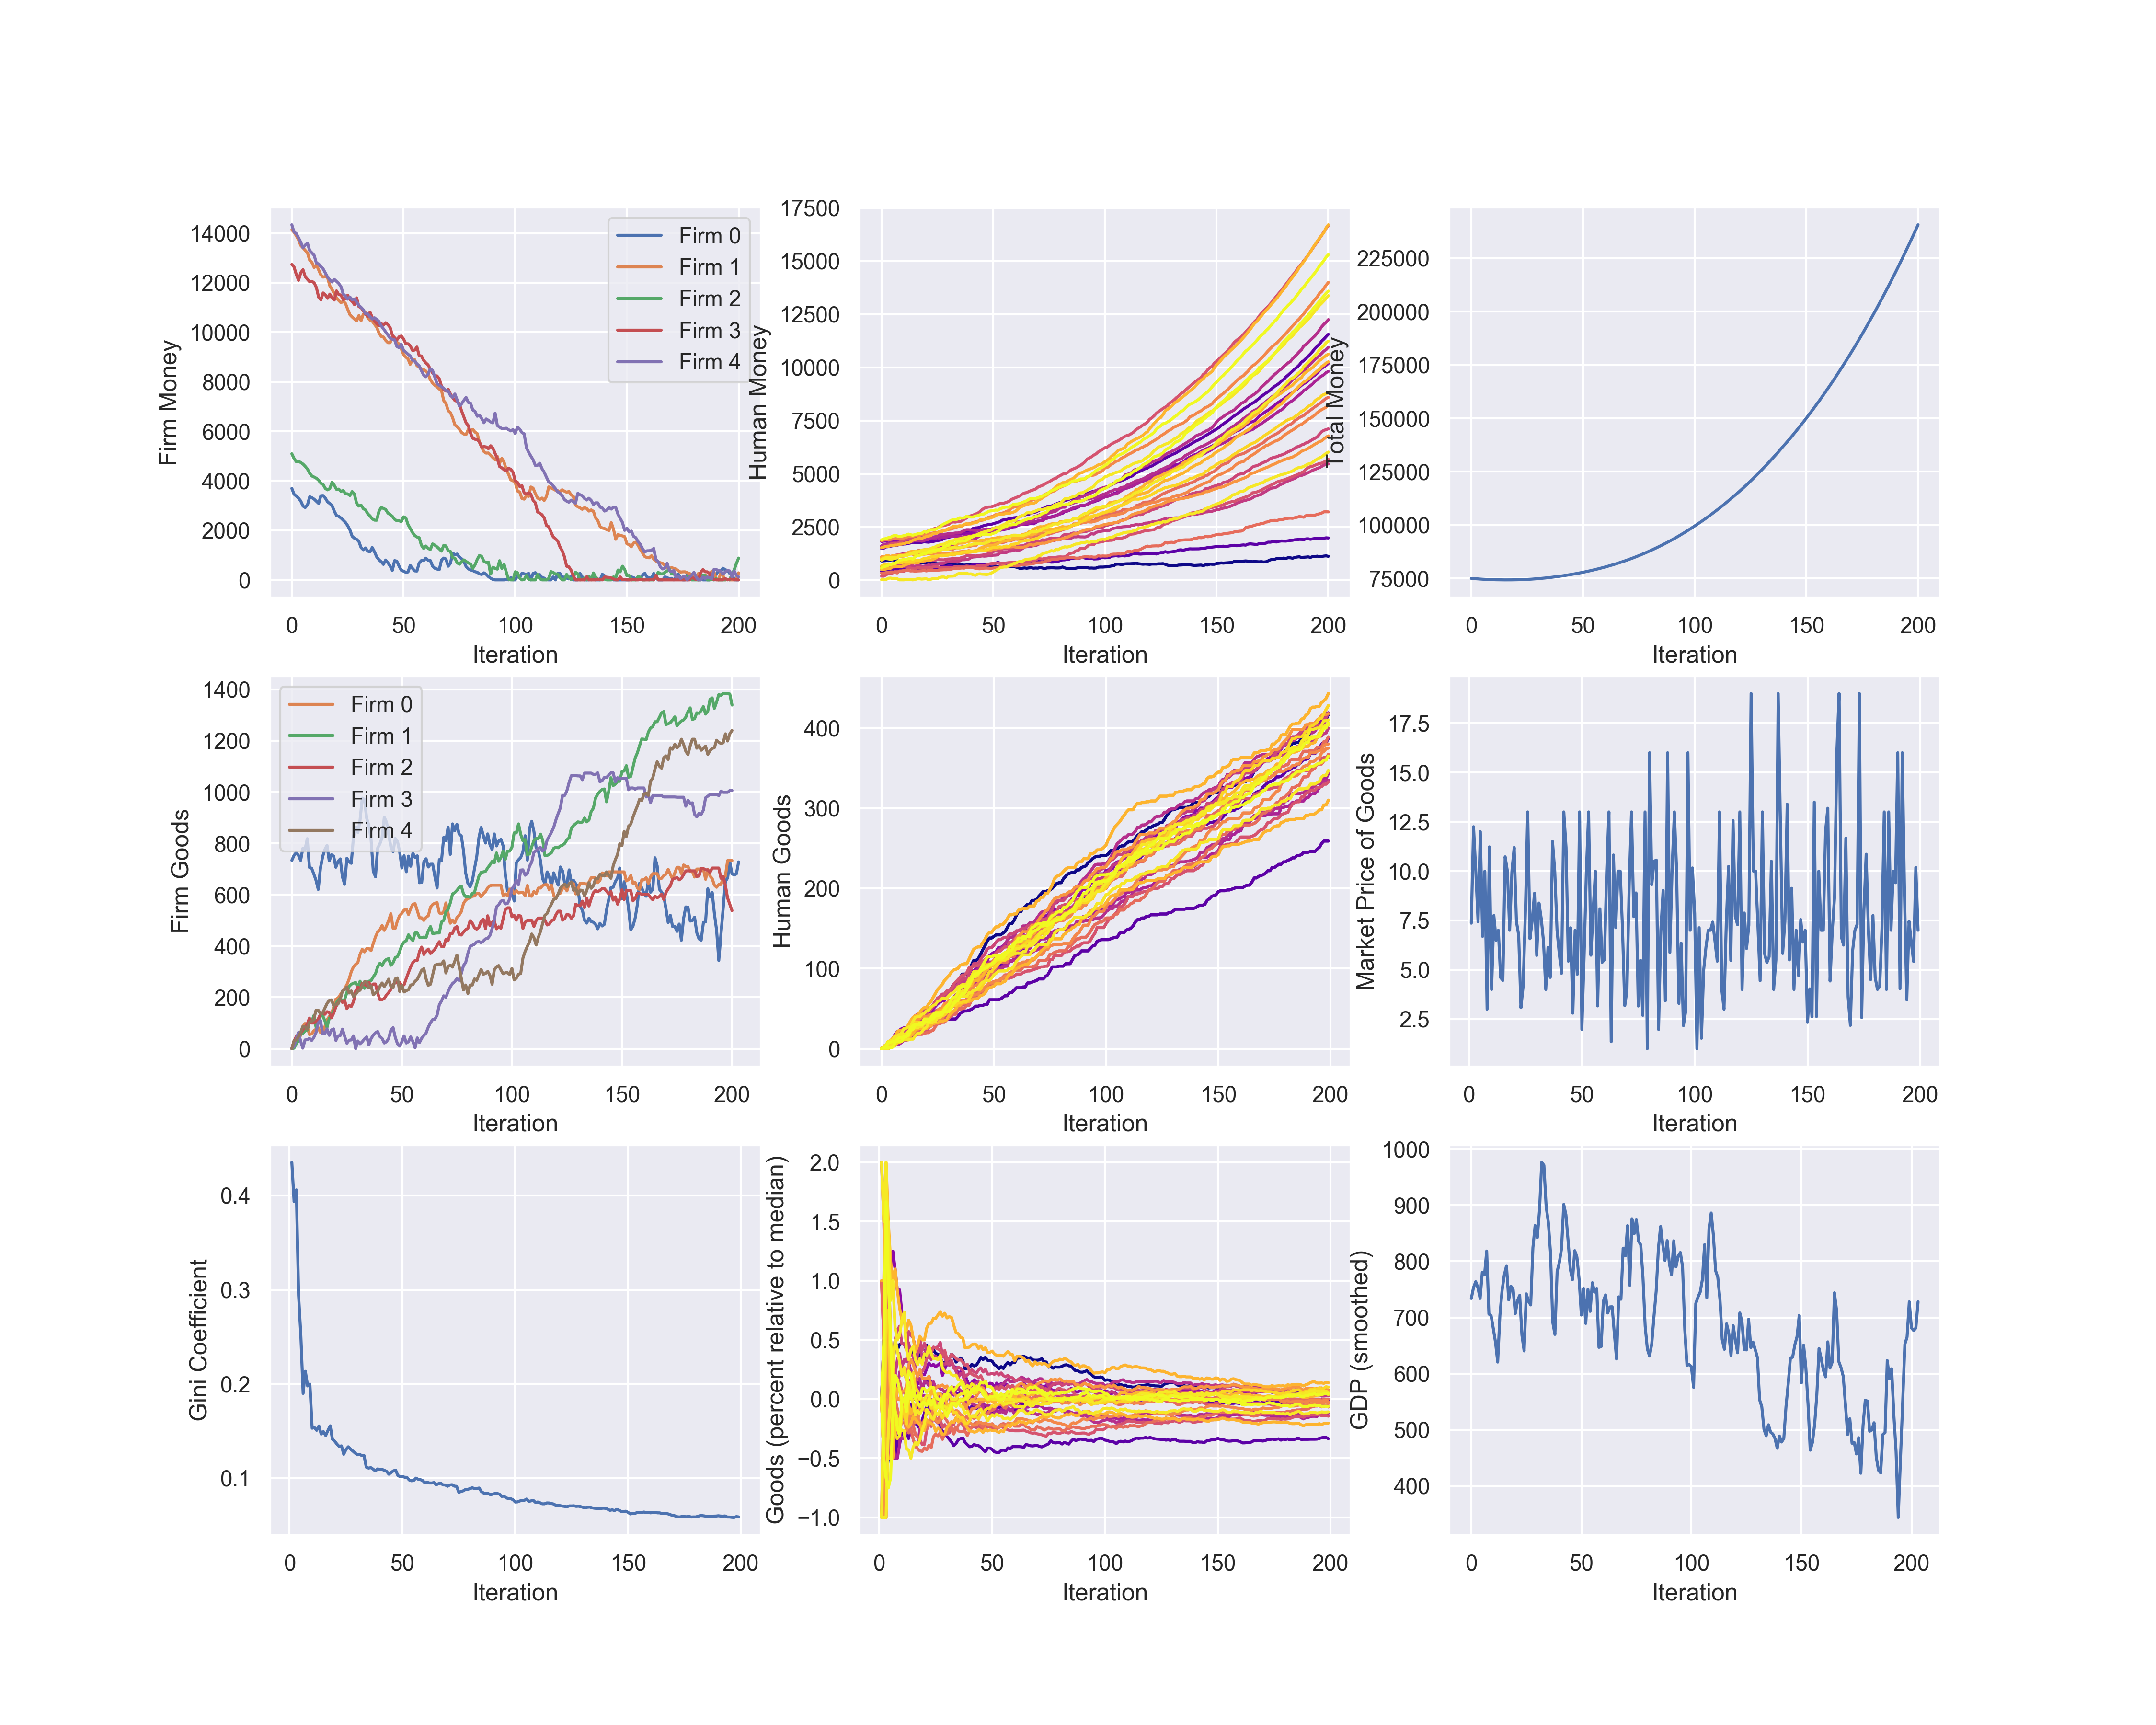 Firm Money
14000
12000
10000
8000
6000
4000
2000
0
Firm 0
Firm 1
Firm 2
Firm 3
Firm 4
0 50 100 150 200
Iteration
Human Money
17500
15000
12500
10000
7500
5000
2500
0
0 50 100 150 200
Iteration
Total Money
225000
200000
175000
150000
125000
100000
75000
0 50 100 150 200
Iteration
Firm Goods
1400
1200
1000
800
600
400
200
0
Firm 0
Firm 1
Firm 2
Firm 3
Firm 4
0 50 100 150 200
Iteration
Human Goods
400
300
200
100
0
0 50 100 150 200
Iteration
Market Price of Goods
17.5
15.0
12.5
10.0
7.5
5.0
2.5
0 50 100 150 200
Iteration
Gini Coefficient
0.4
0.3
0.2
0.1
0 50 100 150 200
Iteration
Goods (percent relative to median)
2.0
1.5
1.0
0.5
0.0
−0.5
−1.0
0 50 100 150 200
Iteration
GDP (smoothed)
1000
900
800
700
600
500
400
0 50 100 150 200
Iteration